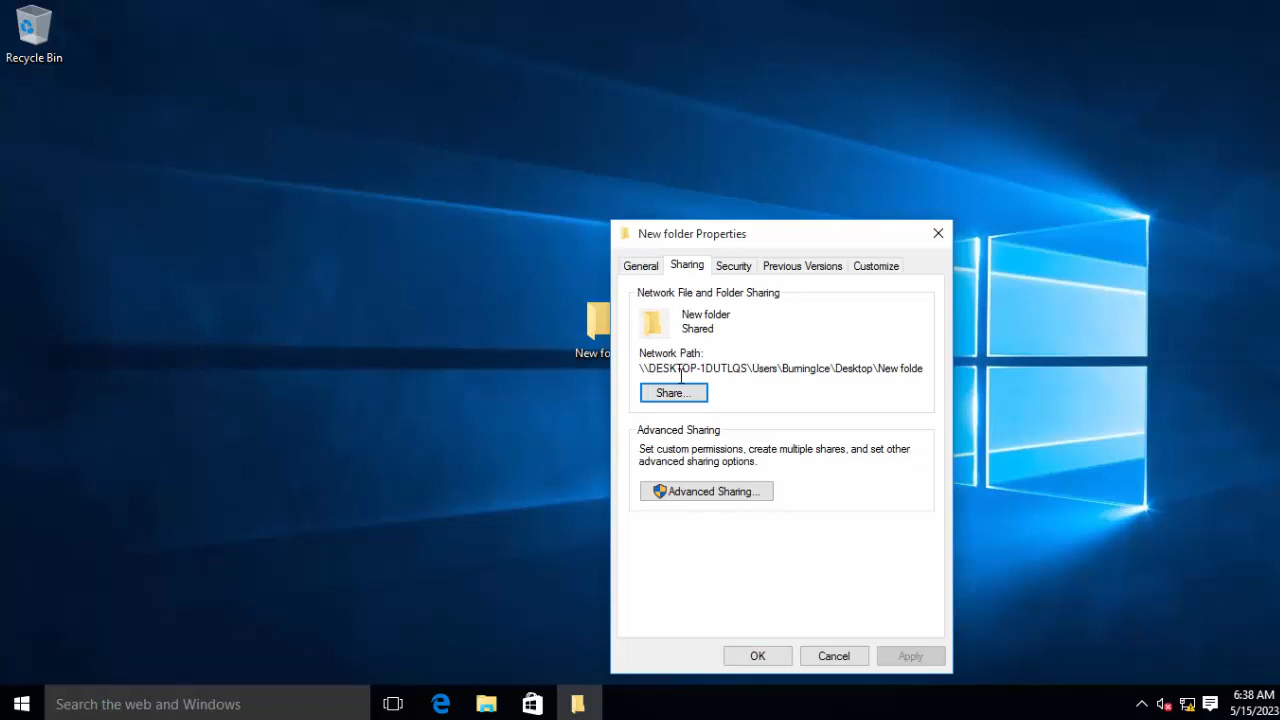 Recycle Bin
New fo
New folder Properties
General Sharing Security Previous Versions Customize
Network File and Folder Sharing
New folder
Shared
Network Path:
\\DESKTOP-1DUTLQS\Users\BurningIce\Desktop\New folde
Share...
Advanced Sharing
Set custom permissions, create multiple shares, and set other
advanced sharing options.
Advanced Sharing...
OK Cancel Apply
Search the web and Windows
6:38 AM
5/15/2023